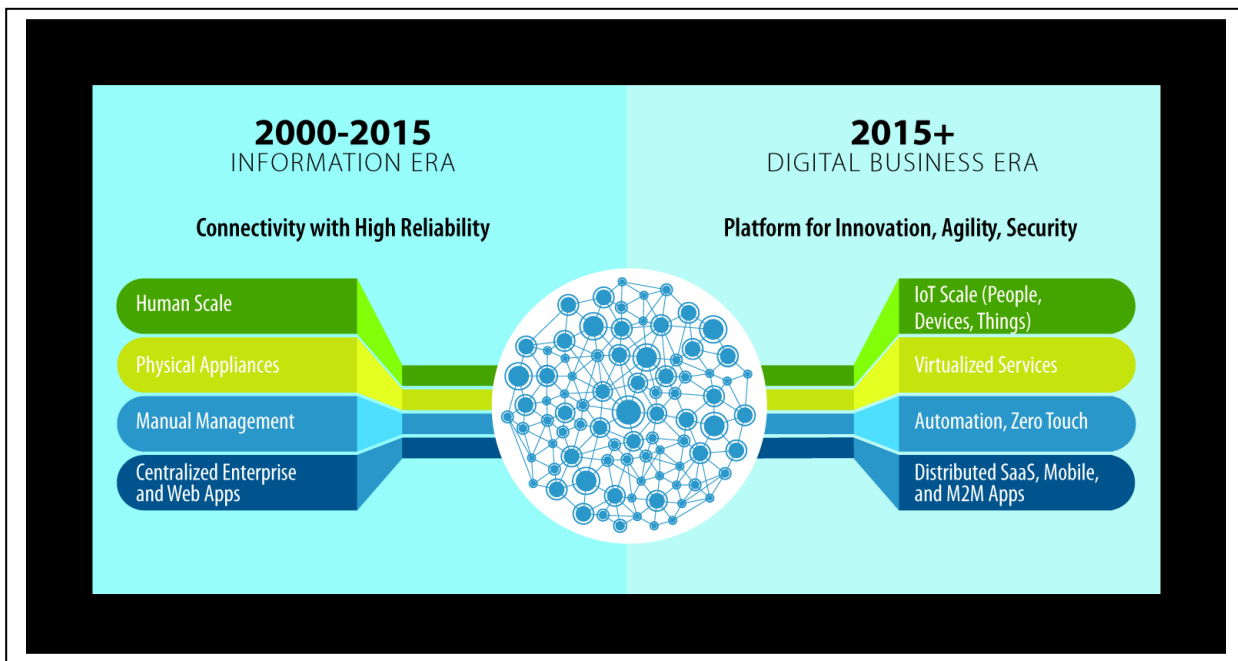 2000-2015
INFORMATION ERA
Connectivity with High Reliability
Human Scale
Physical Appliances
Manual Management
Centralized Enterprise
and Web Apps
2015+
DIGITAL BUSINESS ERA
Platform for Innovation, Agility, Security
IoT Scale (People,
Devices, Things)
Virtualized Services
Automation, Zero Touch
Distributed SaaS, Mobile,
and M2M Apps